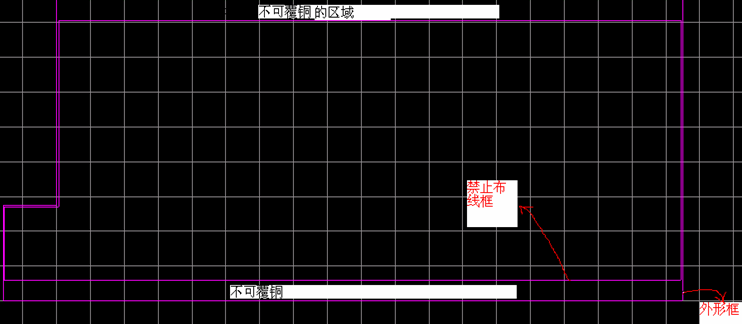 不可覆铜的区域
禁止布
线框
不可覆铜
外形框